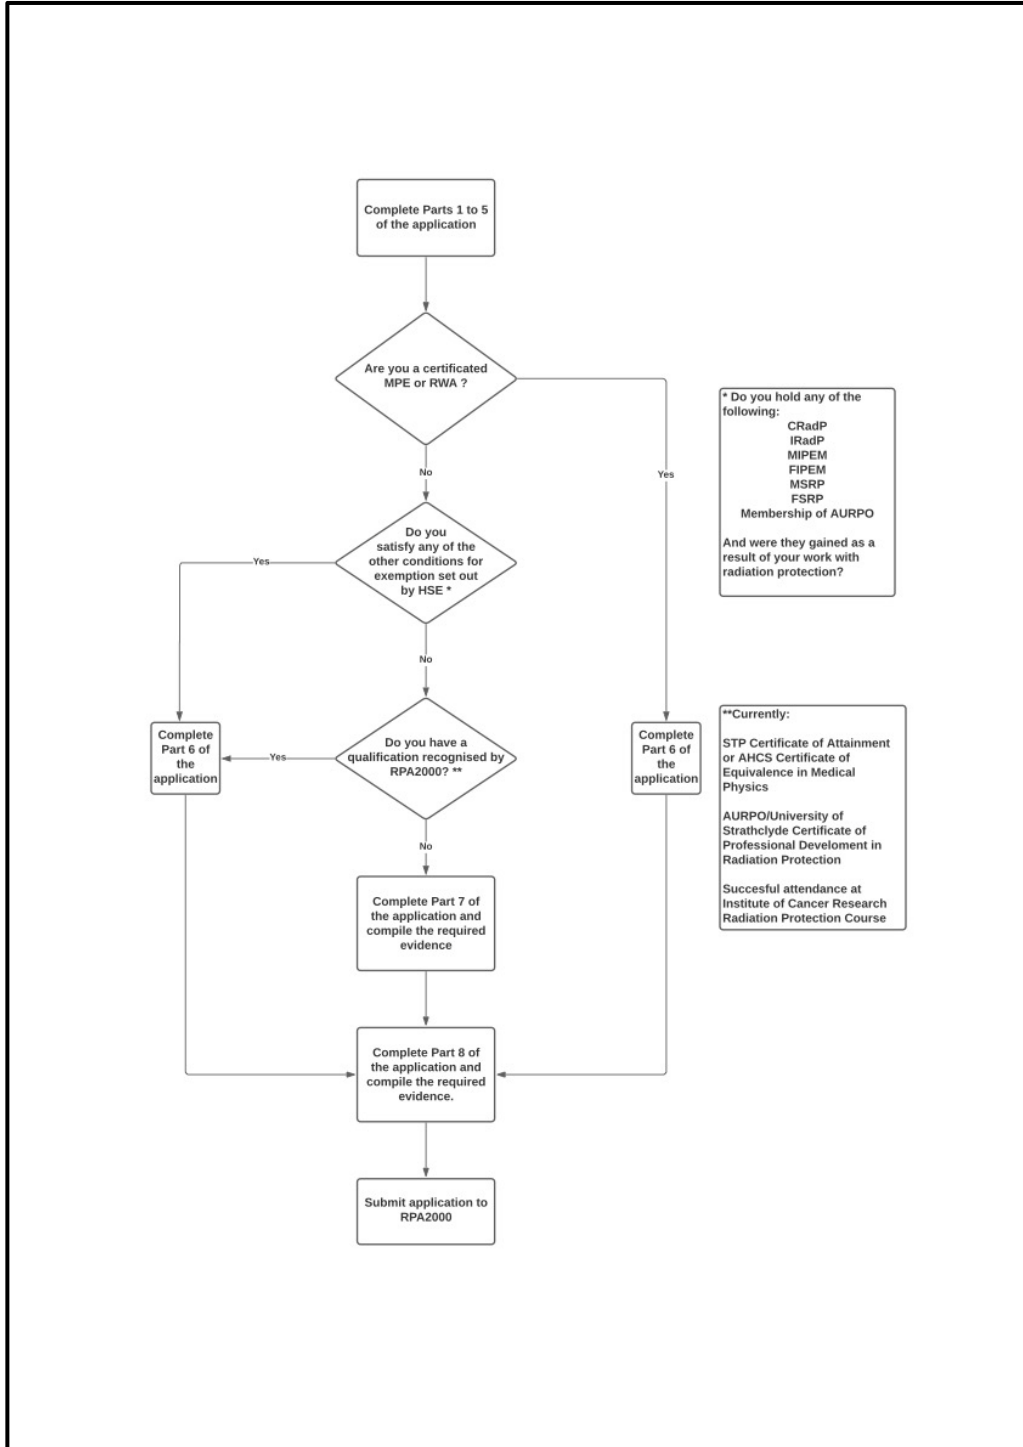 Complete Parts 1 to 5
of the application
Are you a certificated
MPE or RWA ?
Yes
No
* Do you hold any of the
following:
CRadP
IRadP
MIPEM
FIPEM
MSRP
FSRP
Membership of AURPO
And were they gained as a
result of your work with
radiation protection?
Do you
satisfy any of the
other conditions for
exemption set out
by HSE *
Yes
No
Complete
Part 6 of
the
application
Yes
Do you have a
qualification recognised by
RPA2000? **
No
Complete
Part 6 of
the
application
**Currently:
STP Certificate of Attainment
or AHCS Certificate of
Equivalence in Medical
Physics
AURPO/University of
Strathclyde Certificate of
Professional Develoment in
Radiation Protection
Succesful attendance at
Institute of Cancer Research
Radiation Protection Course
Complete Part 7 of
the application and
compile the required
evidence
Complete Part 8 of
the application and
compile the required
evidence.
Submit application to
RPA2000